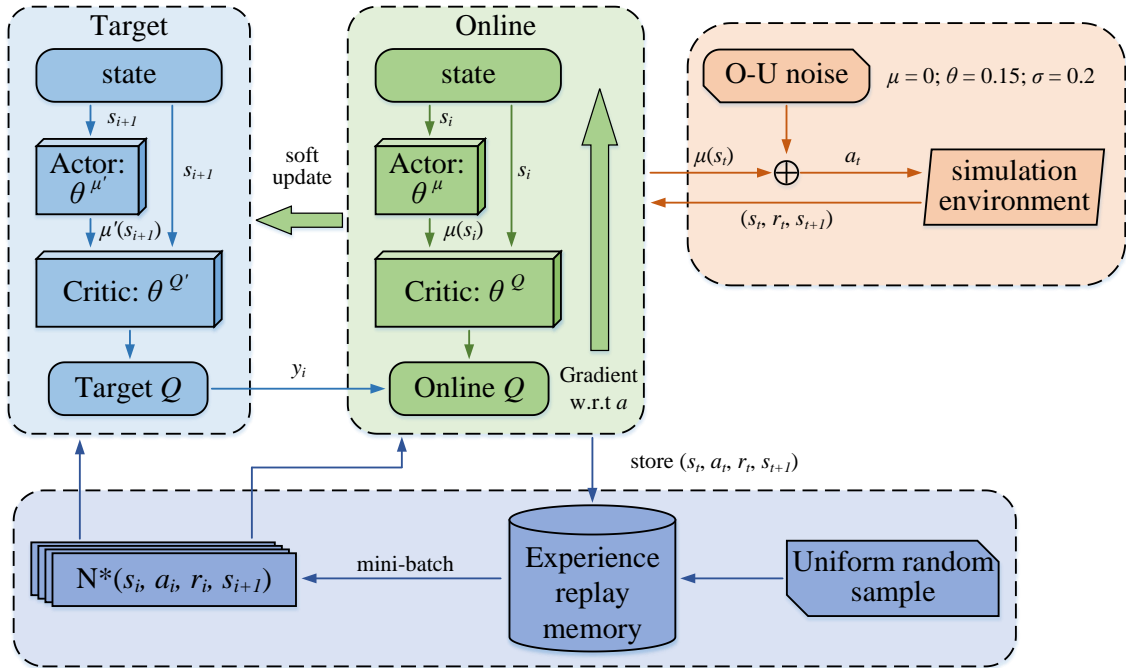 Target
state
s_{i+1}
Actor:
θ^{μ'}
s_{i+1}
μ'(s_{i+1})
Critic: θ^{Q'}
Target Q
soft
update
y_i
Online
state
s_i
Actor:
θ^μ
s_i
μ(s_i)
Critic: θ^Q
Online Q
Gradient
w.r.t a
O-U noise
μ = 0; θ = 0.15; σ = 0.2
μ(s_t)
a_t
simulation
environment
(s_t, r_t, s_{t+1})
store (s_t, a_t, r_t, s_{t+1})
N*(s_i, a_i, r_i, s_{i+1})
mini-batch
Experience
replay
memory
Uniform random
sample